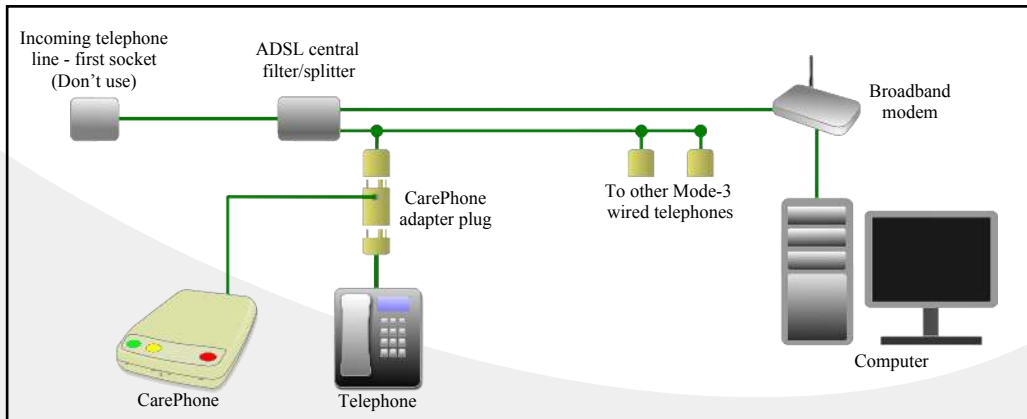 Incoming telephone
line - first socket
(Don’t use)
ADSL central
filter/splitter
Broadband
modem
CarePhone
adapter plug
To other Mode-3
wired telephones
Computer
CarePhone
Telephone